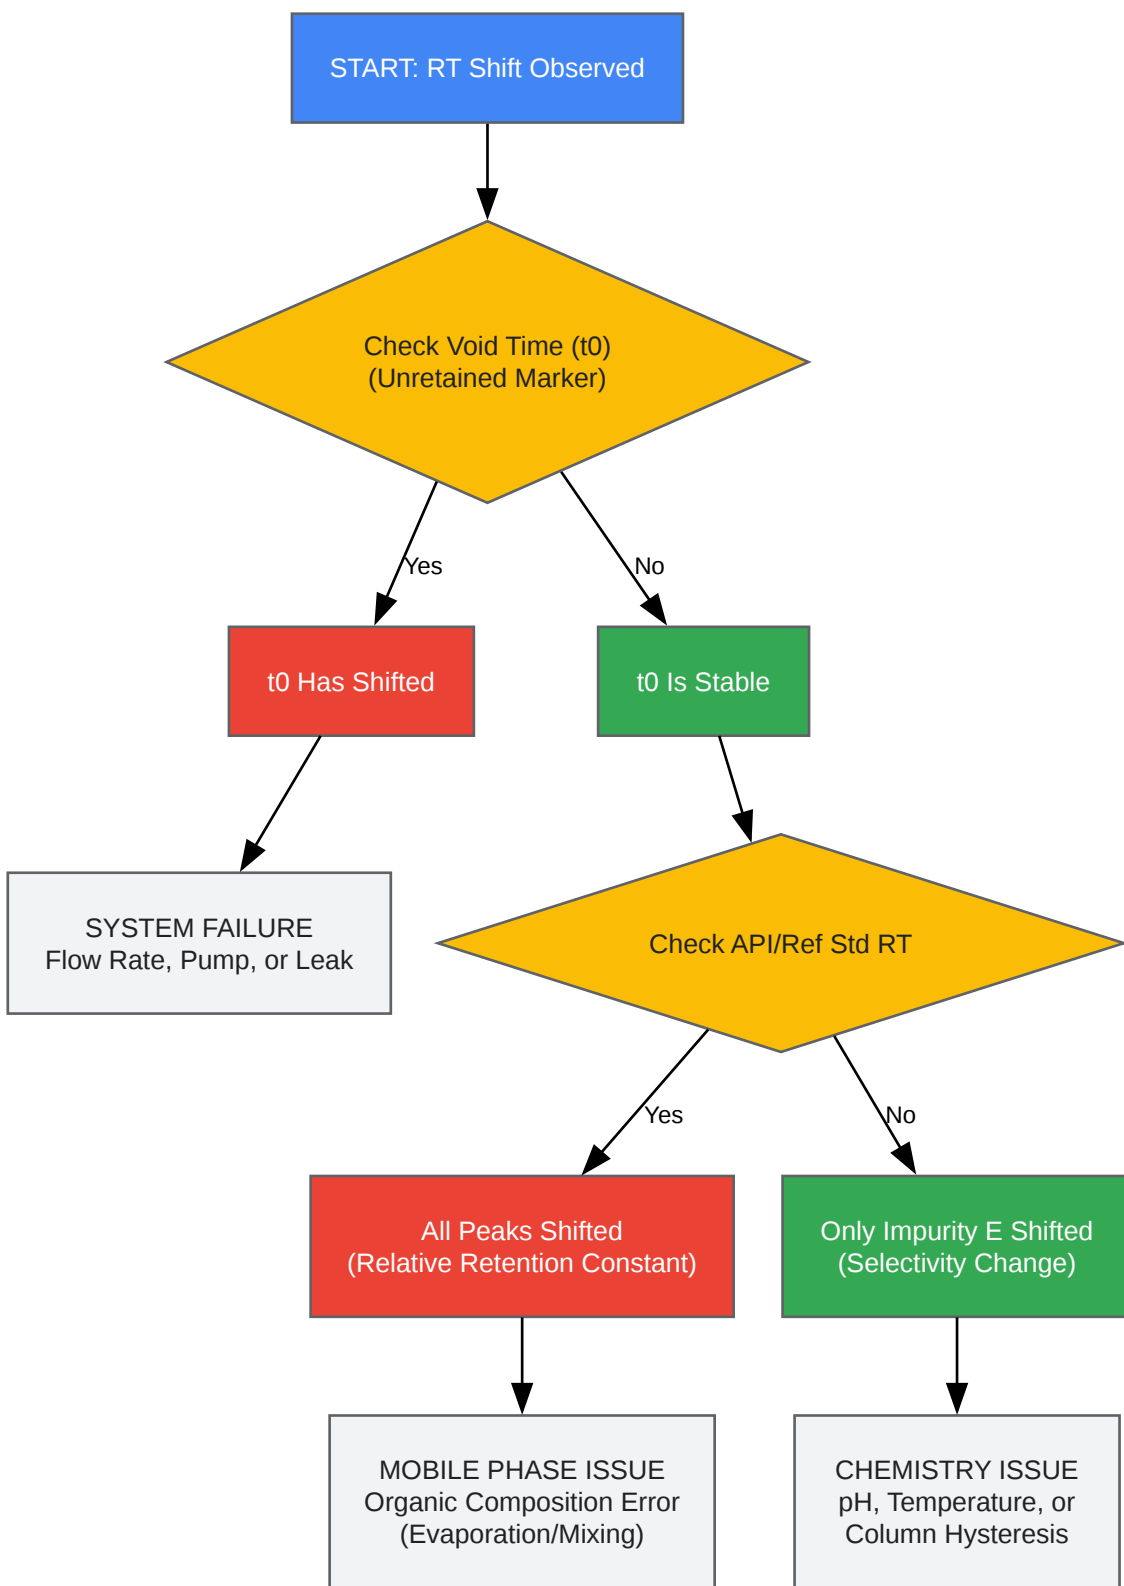 START: RT Shift Observed
Check Void Time (t0)
(Unretained Marker)
Yes
No
t0 Has Shifted
t0 Is Stable
SYSTEM FAILURE
Flow Rate, Pump, or Leak
Check API/Ref Std RT
Yes
No
All Peaks Shifted
(Relative Retention Constant)
Only Impurity E Shifted
(Selectivity Change)
MOBILE PHASE ISSUE
Organic Composition Error
(Evaporation/Mixing)
CHEMISTRY ISSUE
pH, Temperature, or
Column Hysteresis